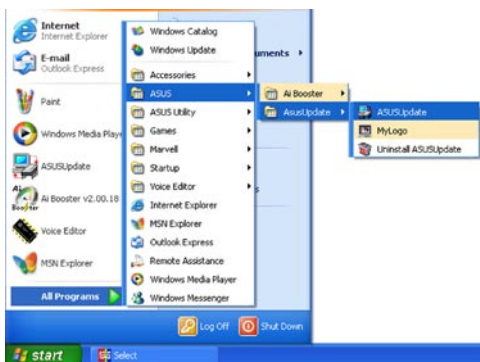 Internet
Internet Explorer
E-mail
Outlook Express
Paint
Windows Media Playe
ASUSUpdate
Ai Booster v2.00.18
Voice Editor
MSN Explorer
All Programs
Windows Catalog
Windows Update
Accessories
ASUS
ASUS Utility
Games
Marvell
Startup
Voice Editor
Internet Explorer
MSN Explorer
Outlook Express
Remote Assistance
Windows Media Player
Windows Messenger
uments
s
Ai Booster
AsusUpdate
ASUSUpdate
MyLogo
Uninstall ASUSUpdate
Log Off
Shut Down
start
Select